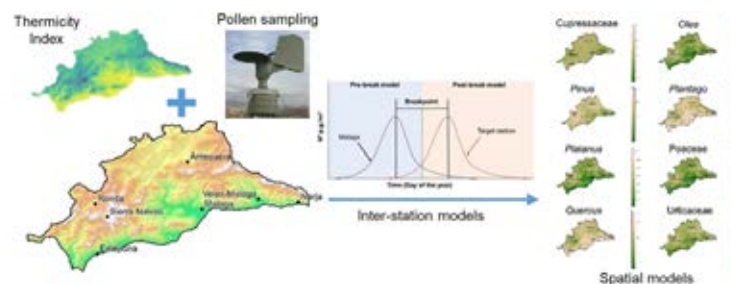 Thermicity
Index
Pollen sampling
Pre-break model
Post-break model
Breakpoint
Malaga
Target station
Time (Day of the year)
Antequera
Ronda
Sierra Nieves
Velez-Malaga
Malaga
Nerja
Estepona
Inter-station models
Cupressaceae
Olea
Pinus
Plantago
Platanus
Poaceae
Quercus
Urticaceae
Spatial models